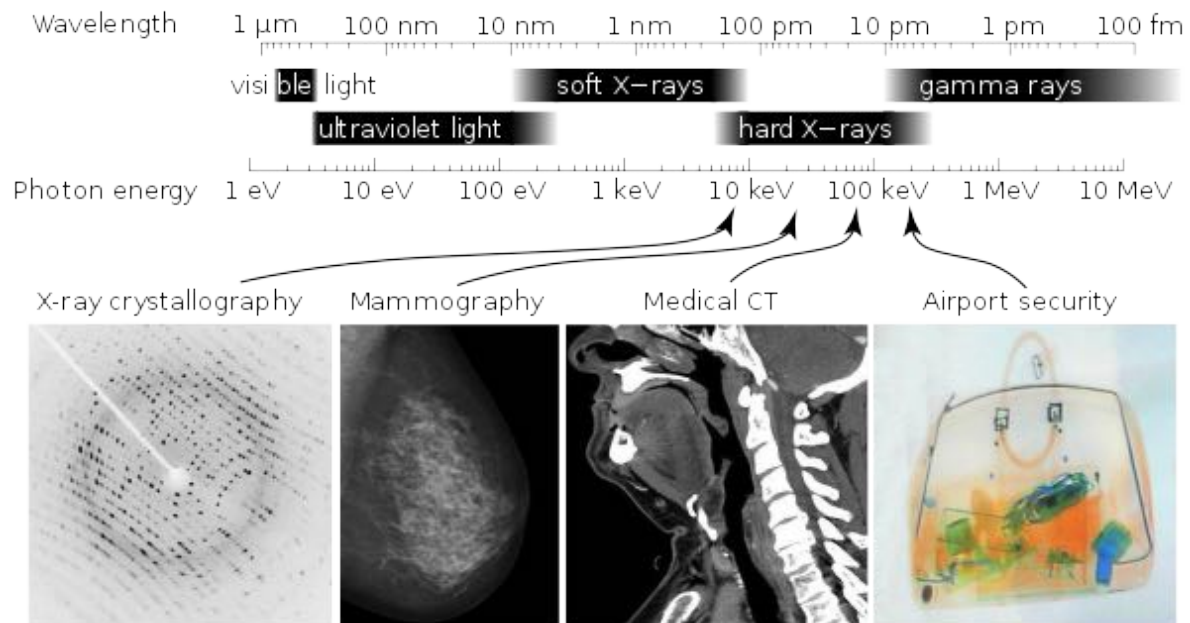 Wavelength 1 μm 100 nm 10 nm 1 nm 100 pm 10 pm 1 pm 100 fm
visible light soft X−rays gamma rays
ultraviolet light hard X−rays
Photon energy 1 eV 10 eV 100 eV 1 keV 10 keV 100 keV 1 MeV 10 MeV
X-ray crystallography Mammography Medical CT Airport security